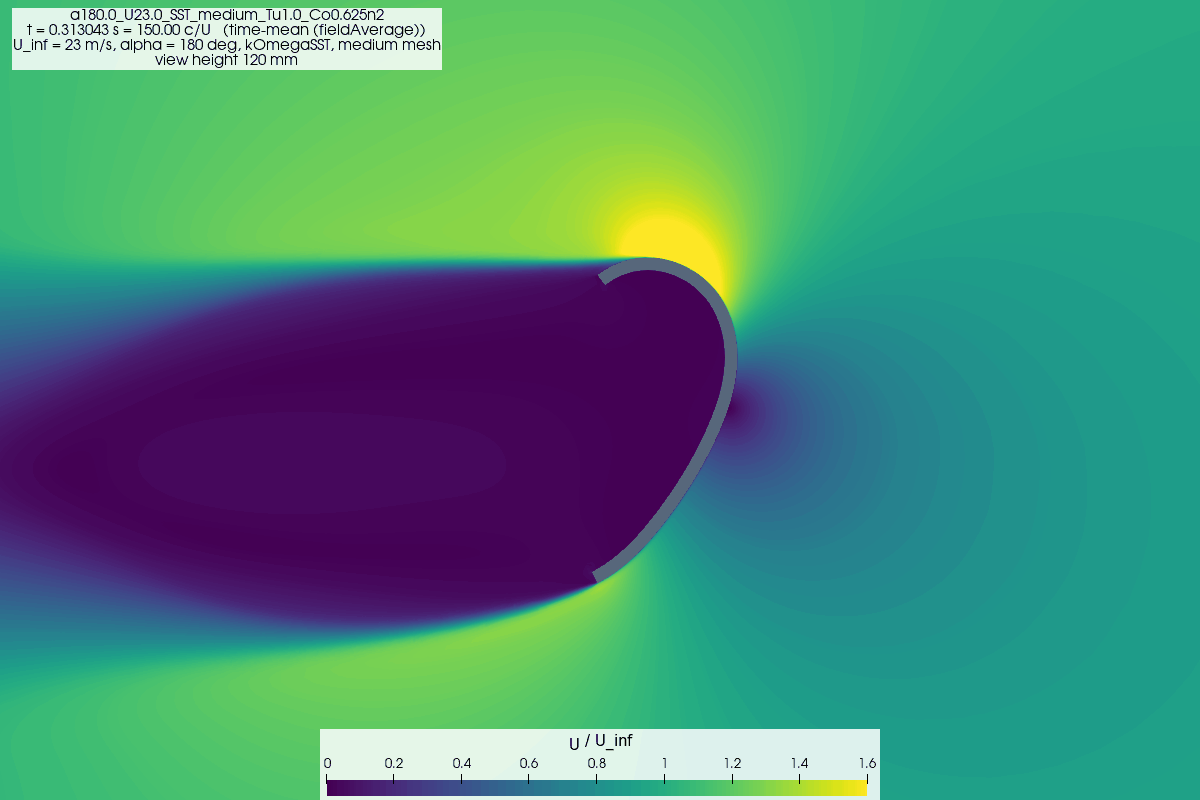 a180.0_U23.0_SST_medium_Tu1.0_Co0.625n2
t = 0.313043 s = 150.00 c/U (time-mean (fieldAverage))
U_inf = 23 m/s, alpha = 180 deg, kOmegaSST, medium mesh
view height 120 mm
U / U_inf
0 0.2 0.4 0.6 0.8 1 1.2 1.4 1.6